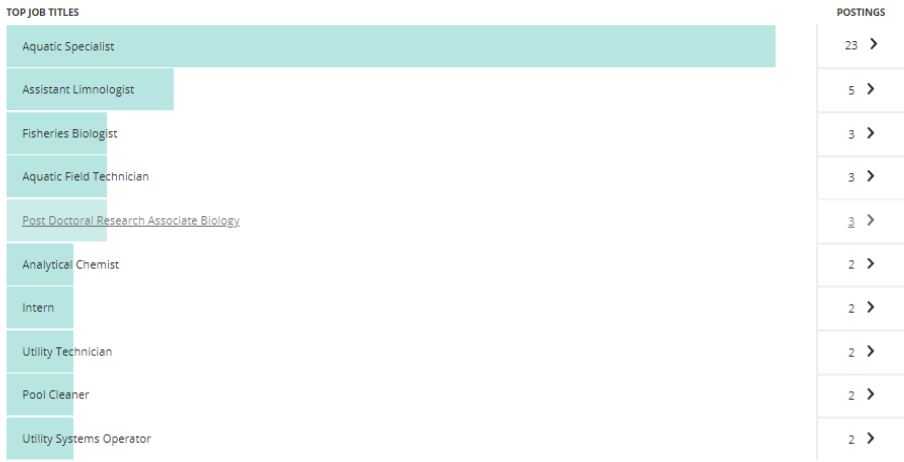 TOP JOB TITLES POSTINGS
Aquatic Specialist 23
Assistant Limnologist 5
Fisheries Biologist 3
Aquatic Field Technician 3
Post Doctoral Research Associate Biology 3
Analytical Chemist 2
Intern 2
Utility Technician 2
Pool Cleaner 2
Utility Systems Operator 2